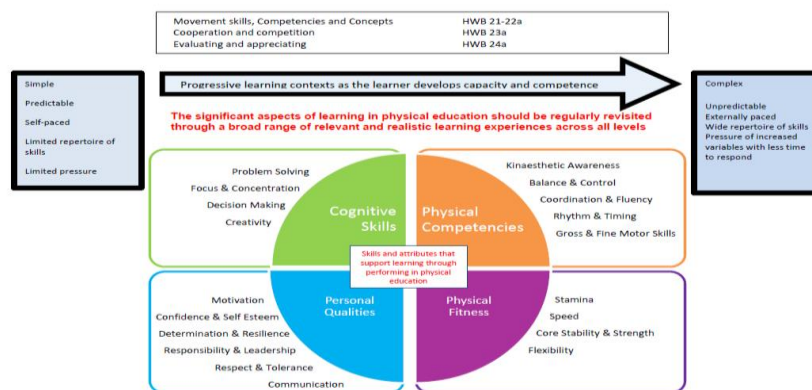 Movement skills, Competencies and Concepts HWB 21-22a
Cooperation and competition HWB 23a
Evaluating and appreciating HWB 24a
Simple
Predictable
Self-paced
Limited repertoire of
skills
Limited pressure
Progressive learning contexts as the learner develops capacity and competence
Complex
Unpredictable
Externally paced
Wide repertoire of skills
Pressure of increased
variables with less time
to respond
The significant aspects of learning in physical education should be regularly revisited
through a broad range of relevant and realistic learning experiences across all levels
Problem Solving
Focus & Concentration
Decision Making
Creativity
Cognitive
Skills
Physical
Competencies
Kinaesthetic Awareness
Balance & Control
Coordination & Fluency
Rhythm & Timing
Gross & Fine Motor Skills
Skills and attributes that
support learning through
performing in physical
education
Motivation
Confidence & Self Esteem
Determination & Resilience
Responsibility & Leadership
Respect & Tolerance
Communication
Personal
Qualities
Physical
Fitness
Stamina
Speed
Core Stability & Strength
Flexibility